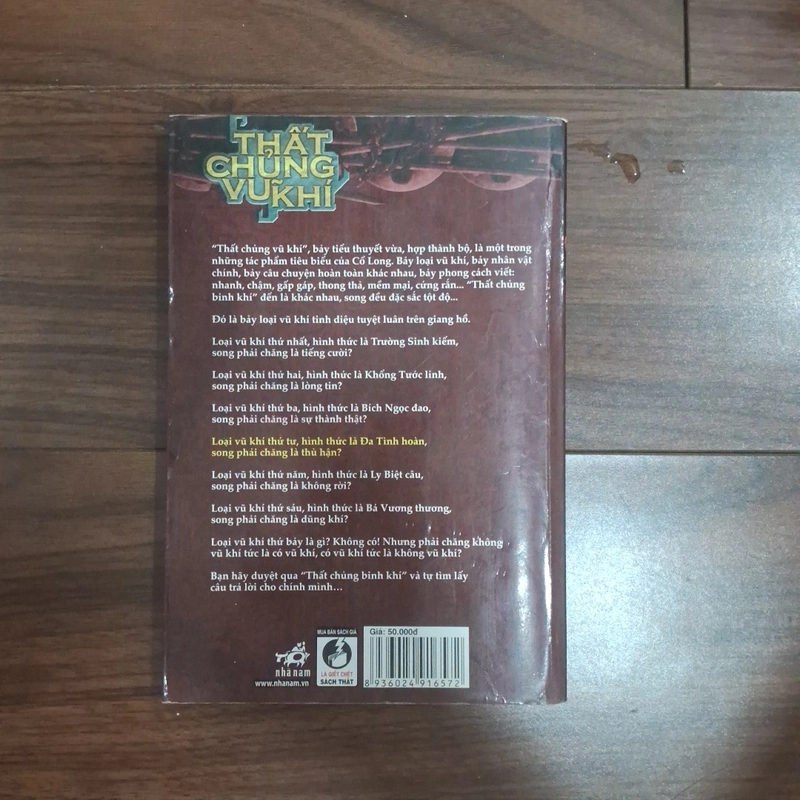 THẤT
CHỦNG
VŨ KHÍ
"Thất chủng vũ khí", bảy tiểu thuyết vừa, hợp thành bộ, là một trong
những tác phẩm tiêu biểu của Cổ Long. Bảy loại vũ khí, bảy nhân vật
chính, bảy câu chuyện hoàn toàn khác nhau, bảy phong cách viết:
nhanh, chậm, gấp gáp, thong thả, mềm mại, cứng rắn... "Thất chủng
binh khí" đến là khác nhau, song đều đặc sắc tột độ...
Đó là bảy loại vũ khí tinh diệu tuyệt luân trên giang hồ.
Loại vũ khí thứ nhất, hình thức là Trường Sinh kiếm,
song phải chăng là tiếng cười?
Loại vũ khí thứ hai, hình thức là Khổng Tước linh,
song phải chăng là lòng tin?
Loại vũ khí thứ ba, hình thức là Bích Ngọc đao,
song phải chăng là sự thành thật?
Loại vũ khí thứ tư, hình thức là Đa Tình hoàn,
song phải chăng là thù hận?
Loại vũ khí thứ năm, hình thức là Ly Biệt câu,
song phải chăng là không rời?
Loại vũ khí thứ sáu, hình thức là Bá Vương thương,
song phải chăng là dũng khí?
Loại vũ khí thứ bảy là gì? Không có! Nhưng phải chăng không
vũ khí tức là có vũ khí, có vũ khí tức là không vũ khí?
Bạn hãy duyệt qua "Thất chủng binh khí" và tự tìm lấy
câu trả lời cho chính mình...
nhã nam
www.nhanam.vn
MUA BÁN SÁCH GIẢ
LÀ GIẾT CHẾT
SÁCH THẬT
Giá: 50.000đ
8 936024 916572